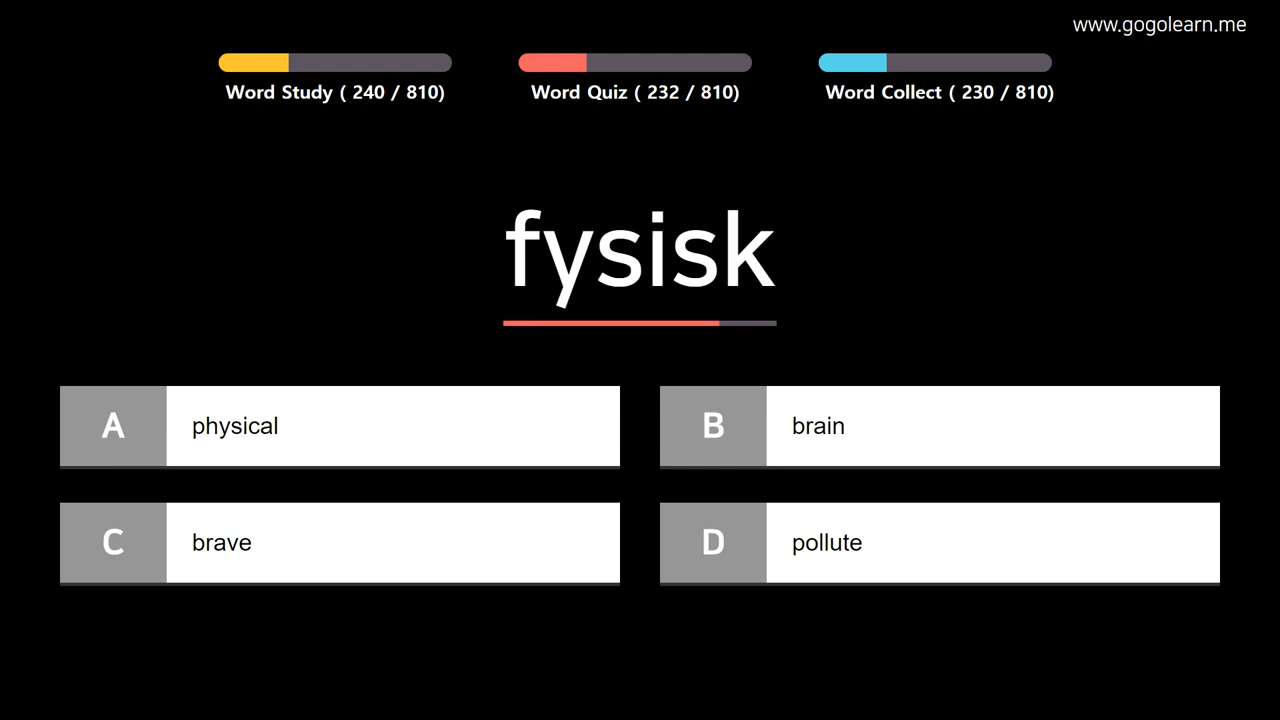 www.gogolearn.me
Word Study ( 240 / 810)
Word Quiz ( 232 / 810)
Word Collect ( 230 / 810)
fysisk
A physical
B brain
C brave
D pollute